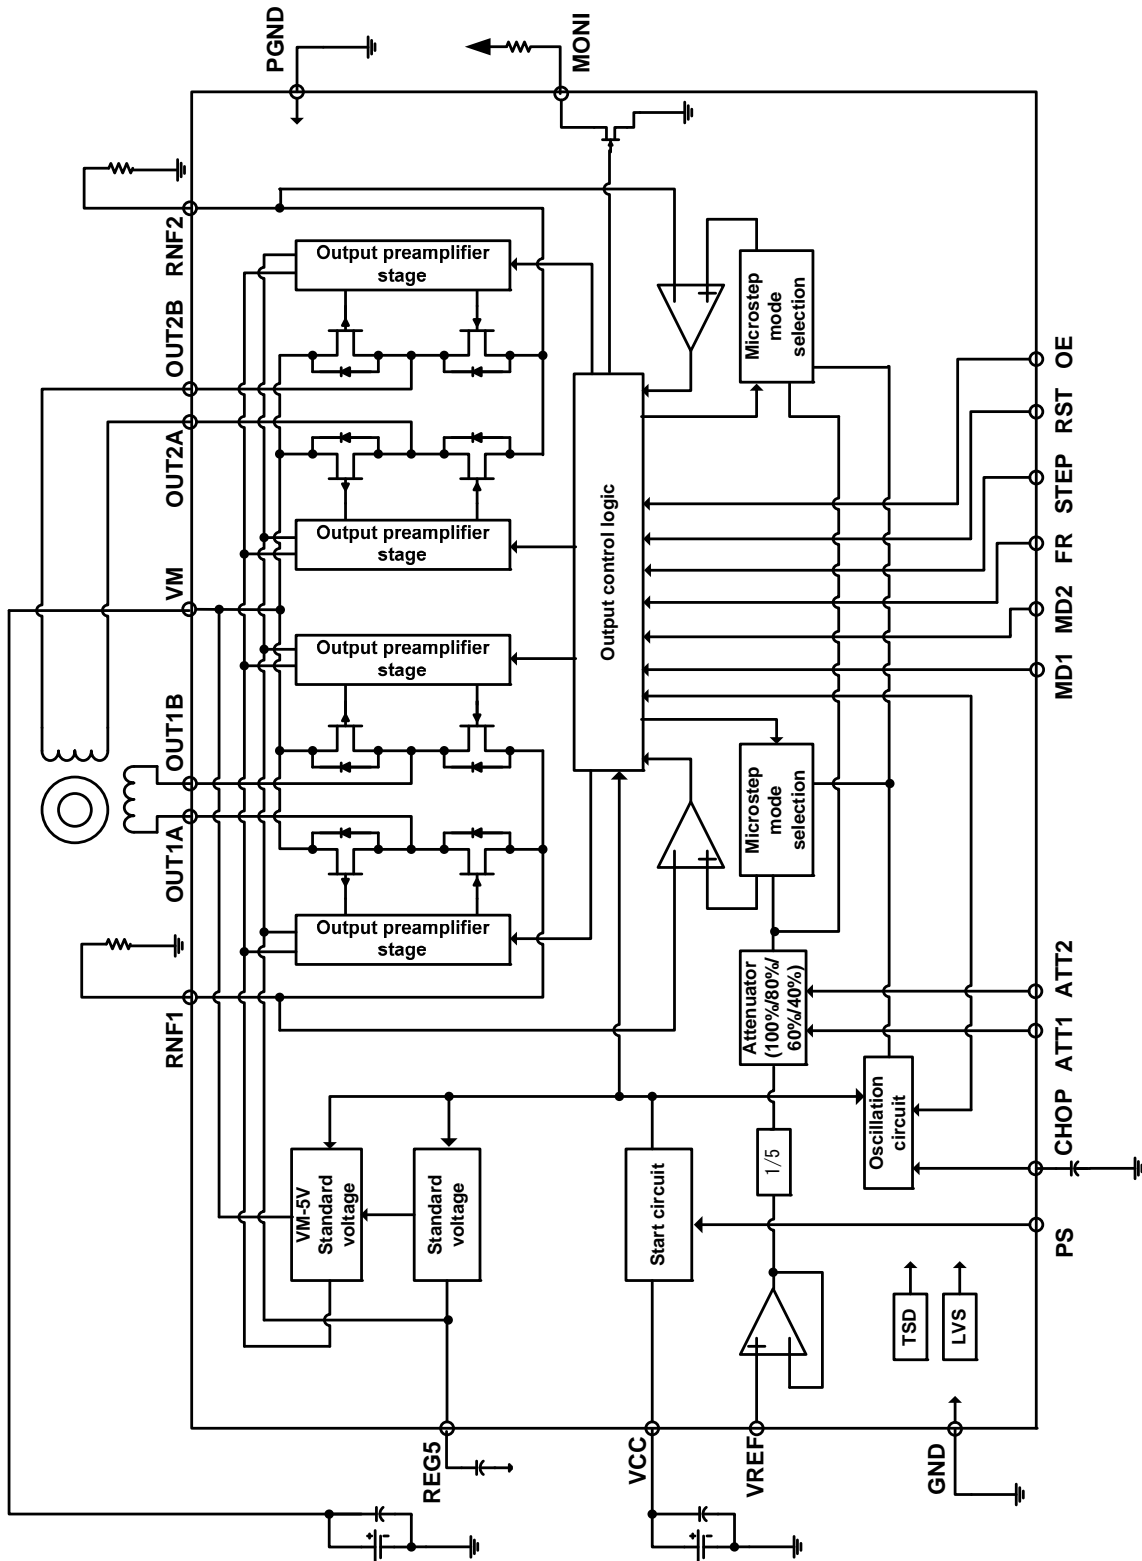 PGND
MONI
RNF2
OUT2B
OUT2A
VM
OUT1B
OUT1A
RNF1
Output preamplifier
stage
Output preamplifier
stage
Output preamplifier
stage
Output preamplifier
stage
Output control logic
Microstep
mode
selection
Microstep
mode
selection
Attenuator
(100%/80%/
60%/40%)
Oscillation
circuit
1/5
VM-5V
Standard
voltage
Standard
voltage
Start circuit
TSD
LVS
OE
RST
STEP
FR
MD2
MD1
ATT2
ATT1
CHOP
PS
REG5
VCC
VREF
GND
+ -
+ -